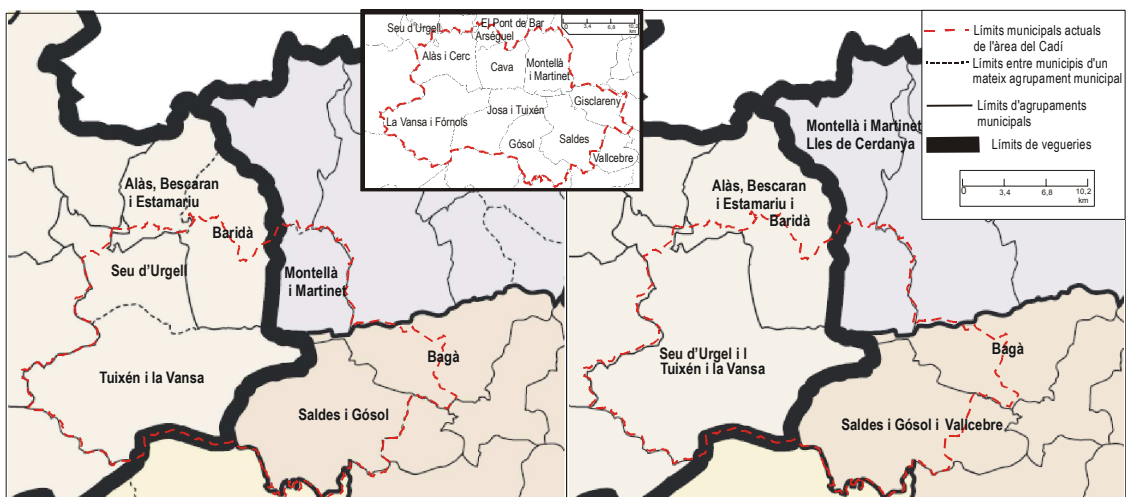 Alàs, Bescaran
i Estamariu
Baridà
Seu d'Urgell
Montellà
i Martinet
Tuixén i la Vansa
Bagà
Saldes i Gósol
Seu d'Urgell
El Pont de Bar
Arséguel
Alàs i Cerc
Cava
Montellà
i Martinet
Gisclareny
Josa i Tuixén
La Vansa i Fórnols
Gósol
Saldes
Vallcebre
0 3,4 6,8 10,2
km
Montellà i Martinet
Lles de Cerdanya
Alàs, Bescaran
i Estamariu i
Baridà
Seu d'Urgel i l
Tuixén i la Vansa
Bagà
Saldes i Gósol i Vallcebre
Límits municipals actuals
de l'àrea del Cadí
Límits entre municipis d'un
mateix agrupament municipal
Límits d'agrupaments
municipals
Límits de vegueries
0 3,4 6,8 10,2
km